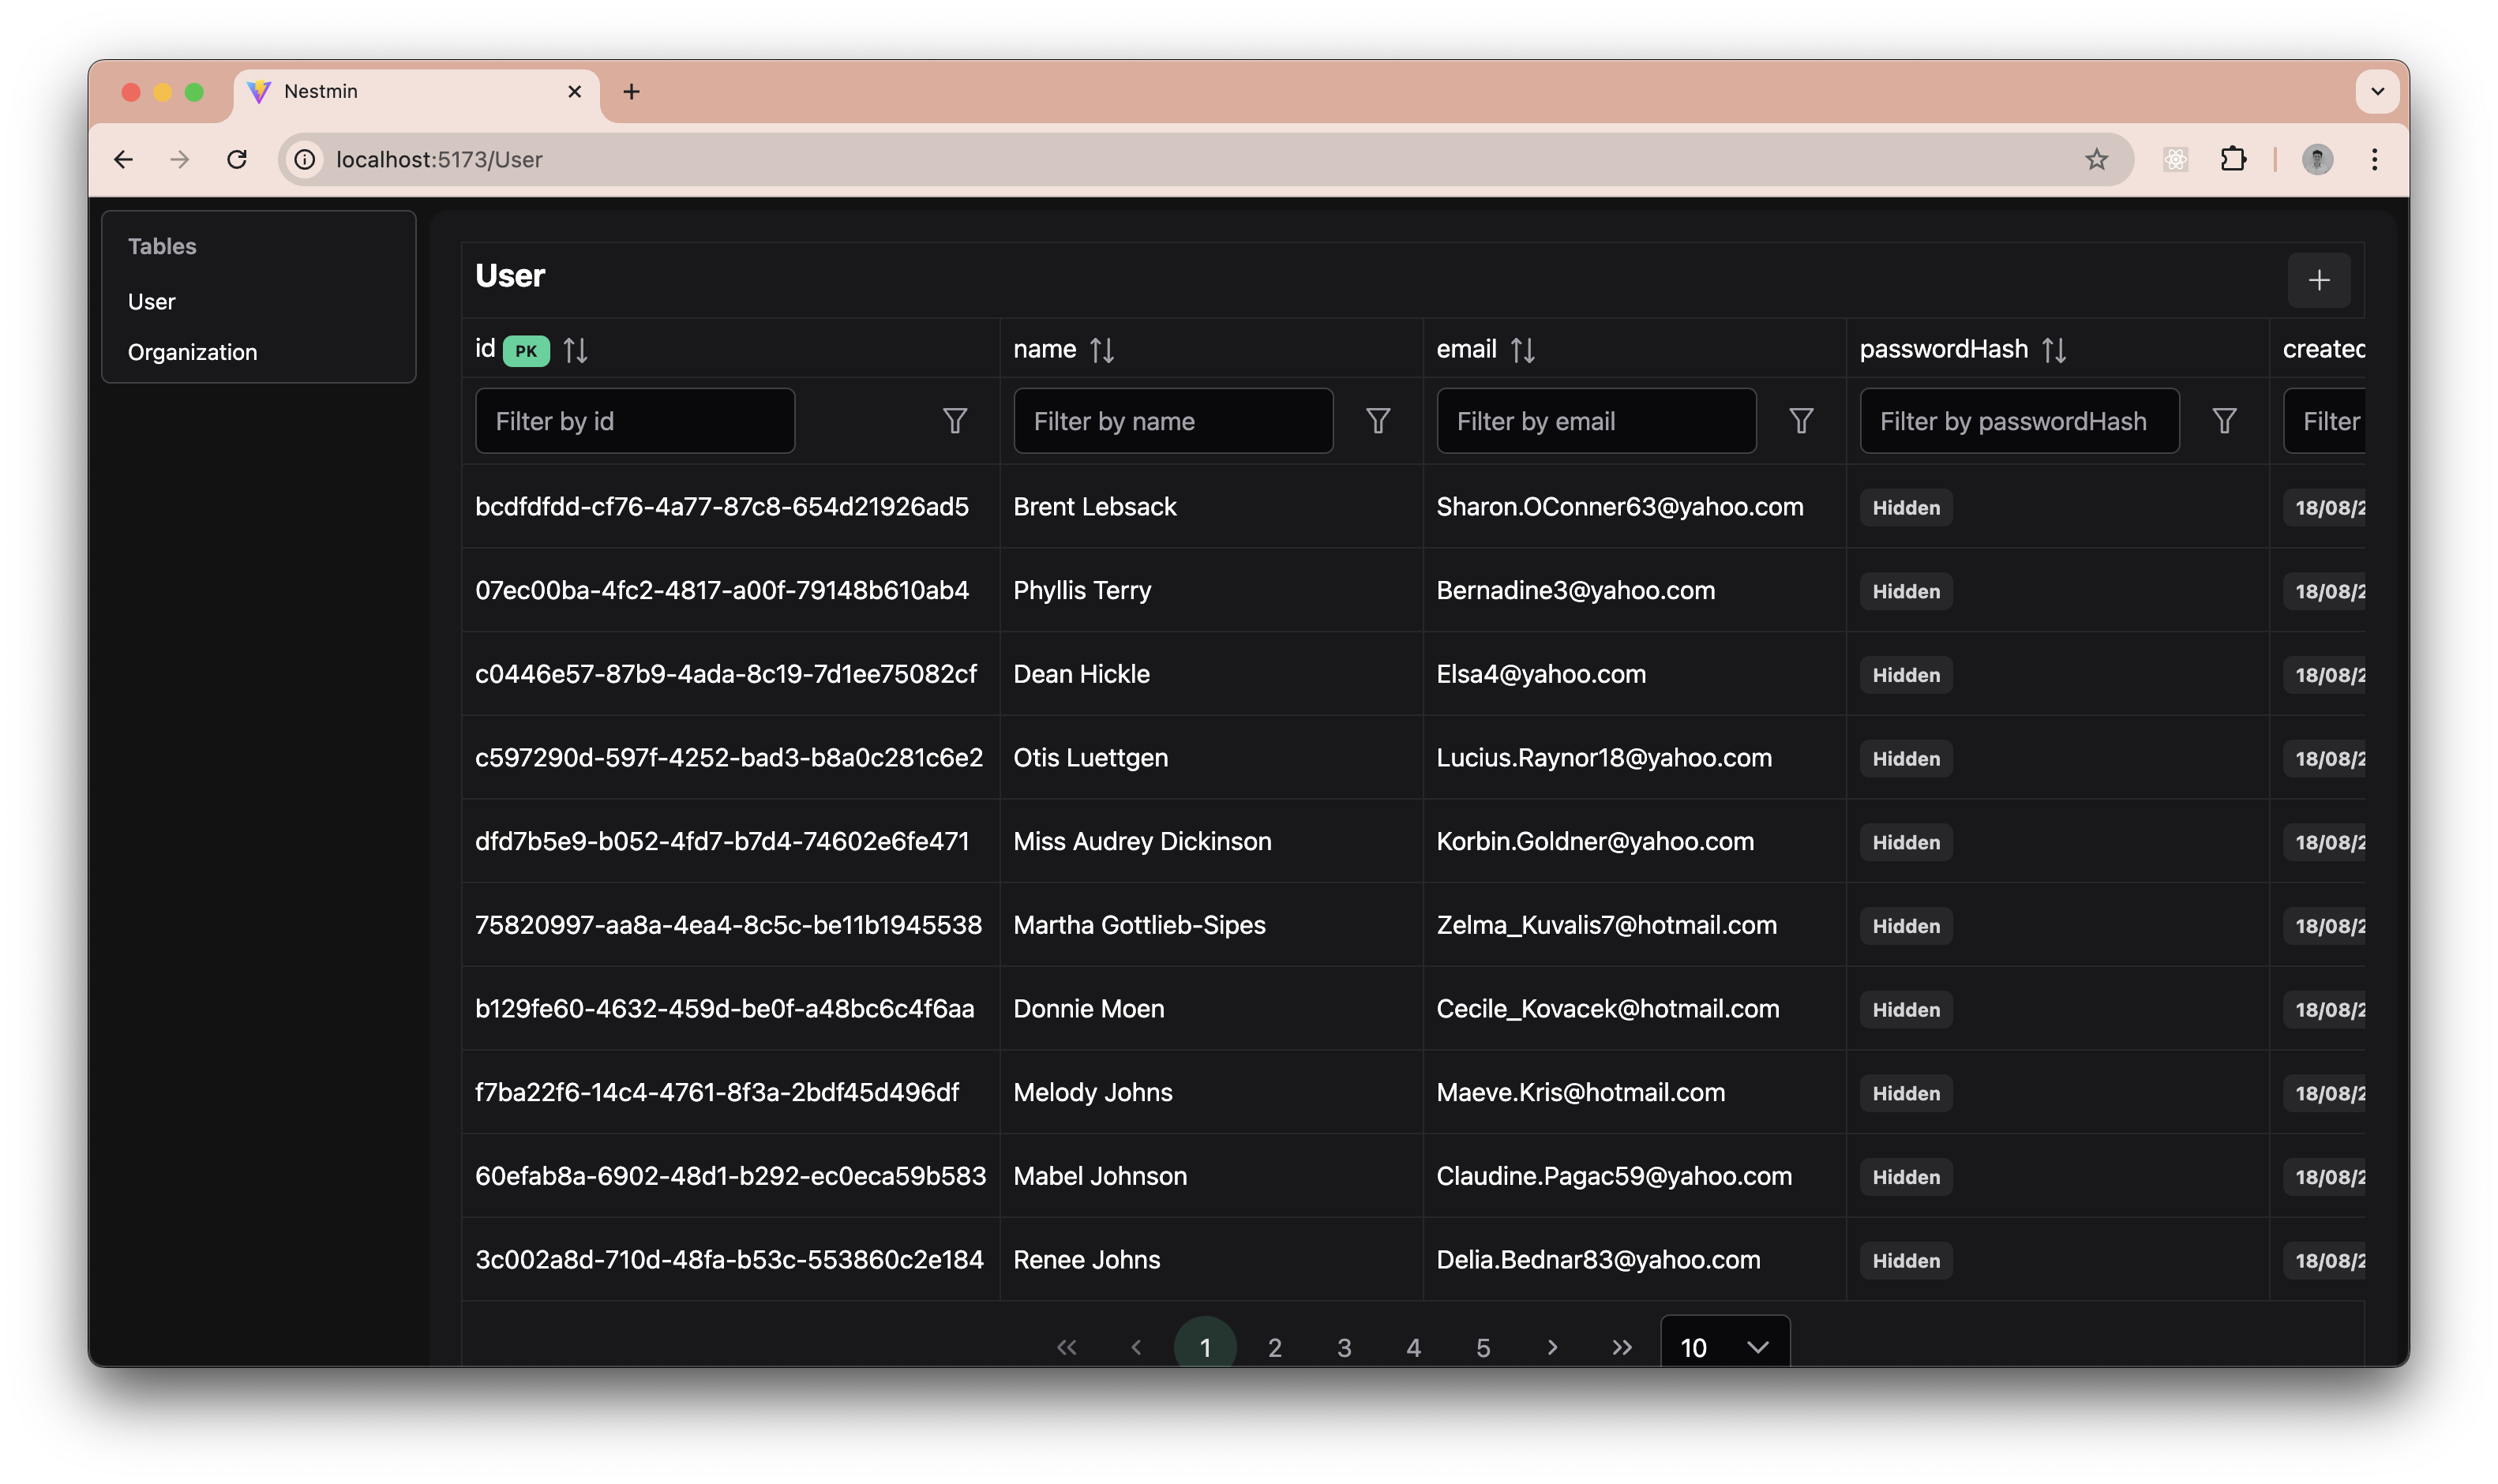 Nestmin
localhost:5173/User
Tables
User
Organization
User
id PK name email passwordHash created
Filter by id Filter by name Filter by email Filter by passwordHash Filter
bcdfdfdd-cf76-4a77-87c8-654d21926ad5 Brent Lebsack Sharon.OConner63@yahoo.com Hidden 18/08/2
07ec00ba-4fc2-4817-a00f-79148b610ab4 Phyllis Terry Bernadine3@yahoo.com Hidden 18/08/2
c0446e57-87b9-4ada-8c19-7d1ee75082cf Dean Hickle Elsa4@yahoo.com Hidden 18/08/2
c597290d-597f-4252-bad3-b8a0c281c6e2 Otis Luettgen Lucius.Raynor18@yahoo.com Hidden 18/08/2
dfd7b5e9-b052-4fd7-b7d4-74602e6fe471 Miss Audrey Dickinson Korbin.Goldner@yahoo.com Hidden 18/08/2
75820997-aa8a-4ea4-8c5c-be11b1945538 Martha Gottlieb-Sipes Zelma_Kuvalis7@hotmail.com Hidden 18/08/2
b129fe60-4632-459d-be0f-a48bc6c4f6aa Donnie Moen Cecile_Kovacek@hotmail.com Hidden 18/08/2
f7ba22f6-14c4-4761-8f3a-2bdf45d496df Melody Johns Maeve.Kris@hotmail.com Hidden 18/08/2
60efab8a-6902-48d1-b292-ec0eca59b583 Mabel Johnson Claudine.Pagac59@yahoo.com Hidden 18/08/2
3c002a8d-710d-48fa-b53c-553860c2e184 Renee Johns Delia.Bednar83@yahoo.com Hidden 18/08/2
1 2 3 4 5 10